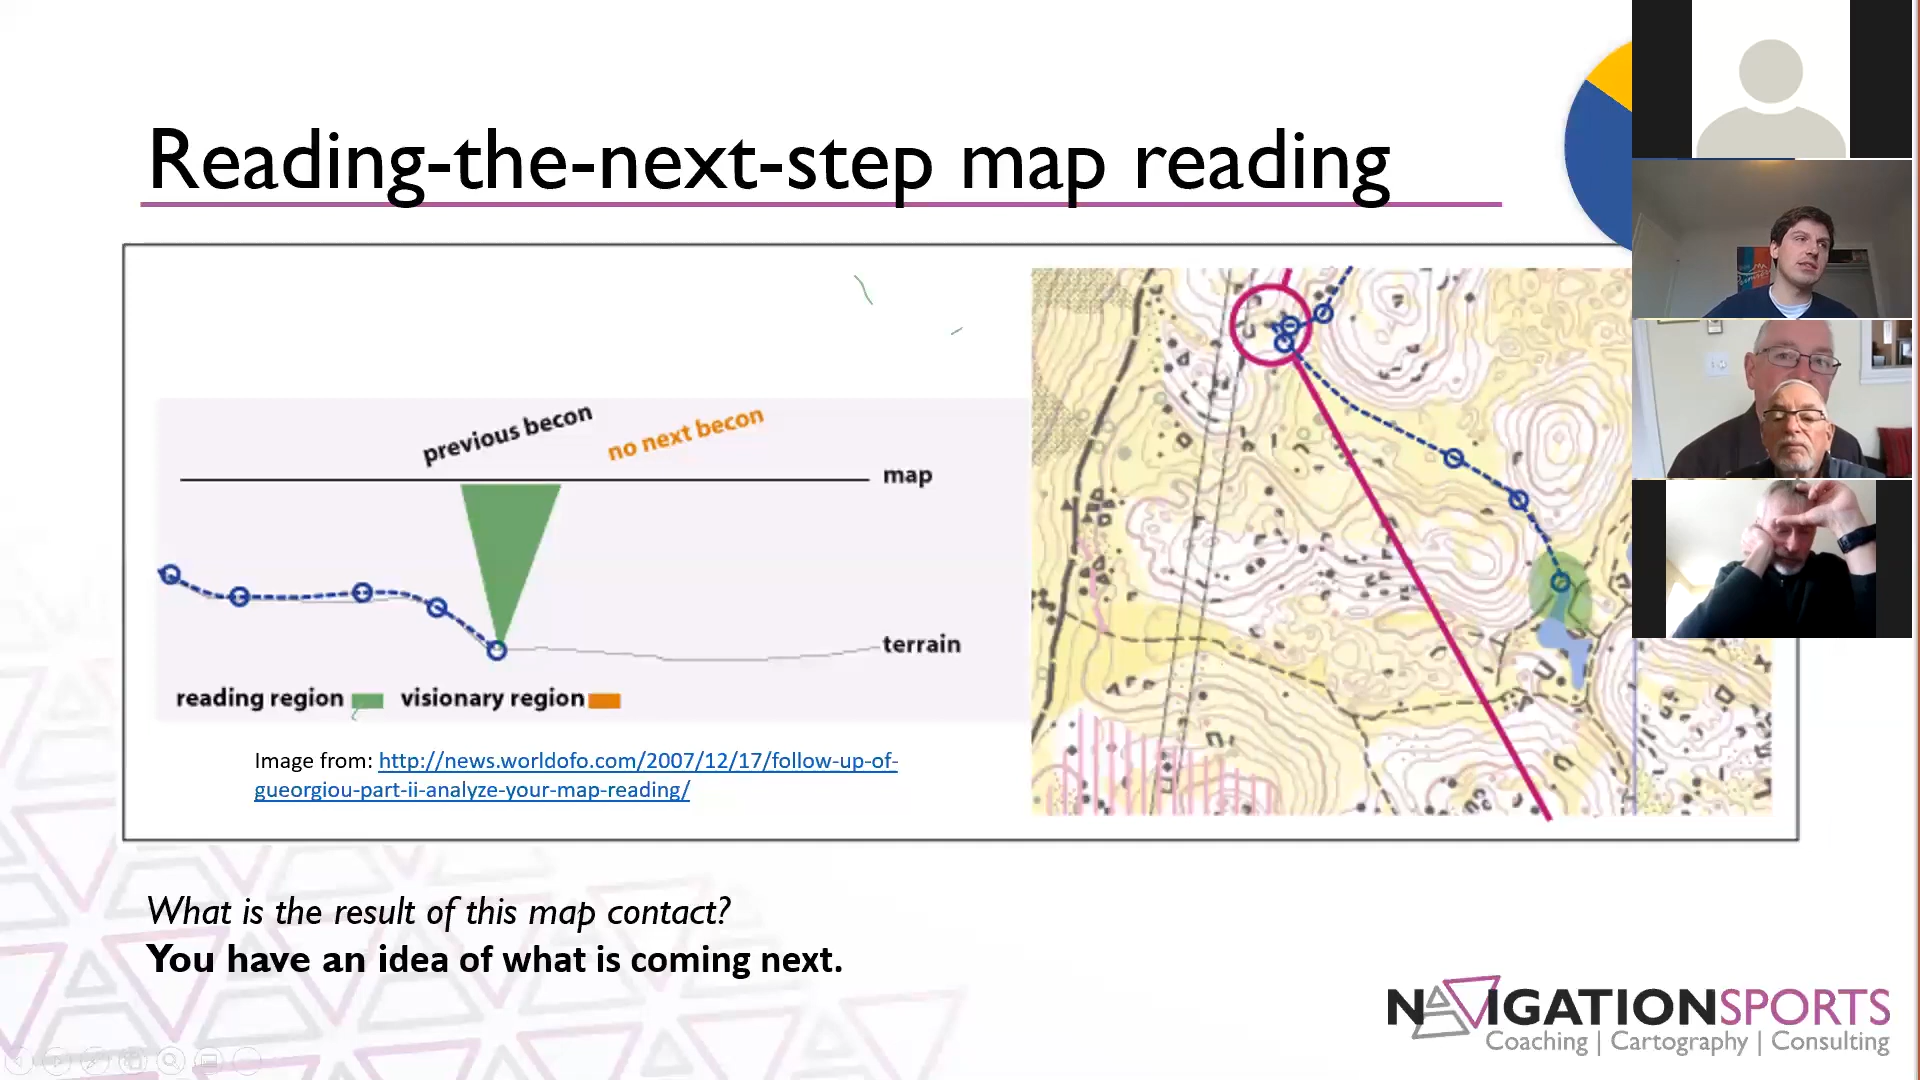 Reading-the-next-step map reading
previous becon
no next becon
map
terrain
reading region
visionary region
Image from: http://news.worldofo.com/2007/12/17/follow-up-of-
gueorgiou-part-ii-analyze-your-map-reading/
What is the result of this map contact?
You have an idea of what is coming next.
NAVIGATIONSPORTS
Coaching | Cartography | Consulting